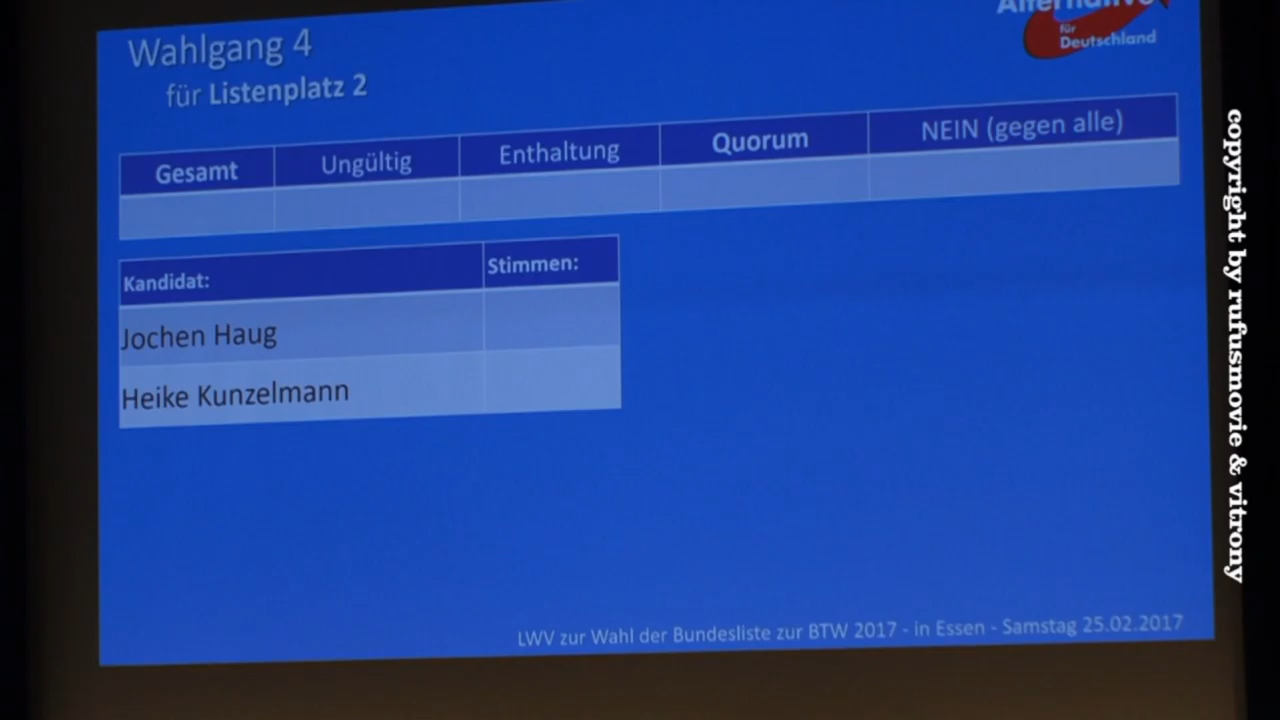 Wahlgang 4
für Listenplatz 2
Alternative
für
Deutschland
Gesamt Ungültig Enthaltung Quorum NEIN (gegen alle)
Kandidat: Stimmen:
Jochen Haug
Heike Kunzelmann
LWV zur Wahl der Bundesliste zur BTW 2017 - in Essen - Samstag 25.02.2017
copyright by rufusmovie & vitrony